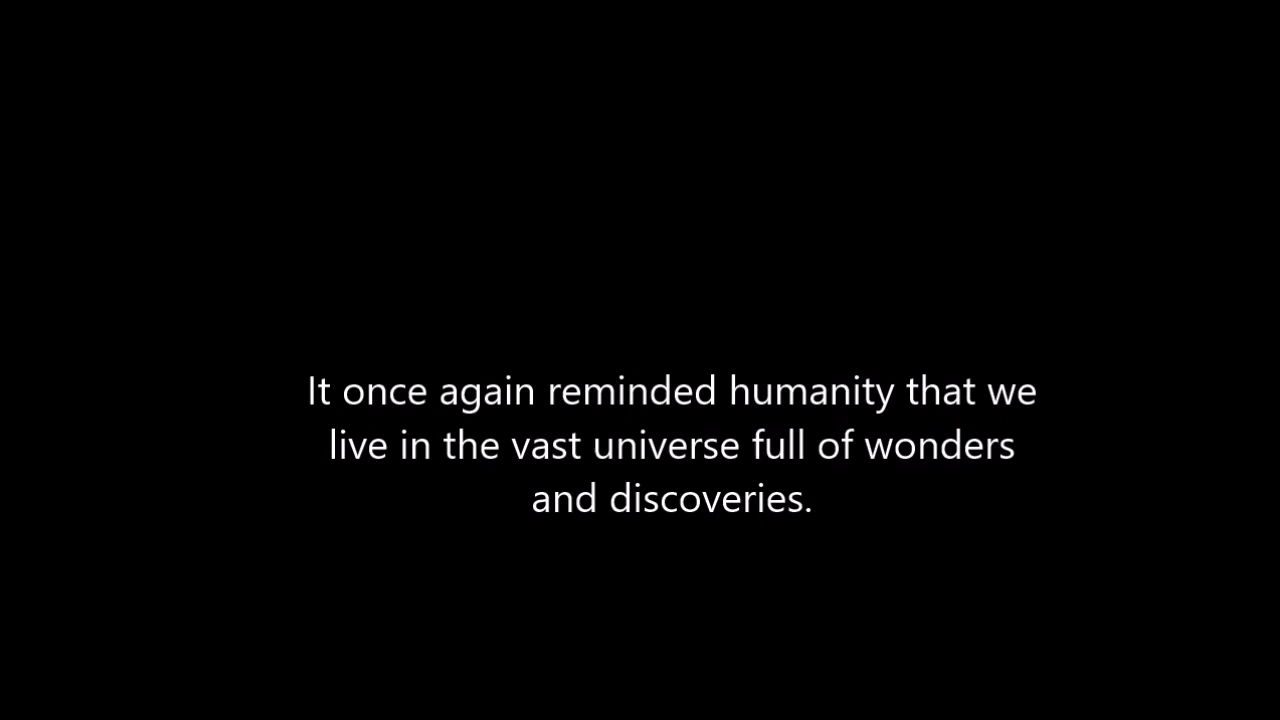 It once again reminded humanity that we
live in the vast universe full of wonders
and discoveries.